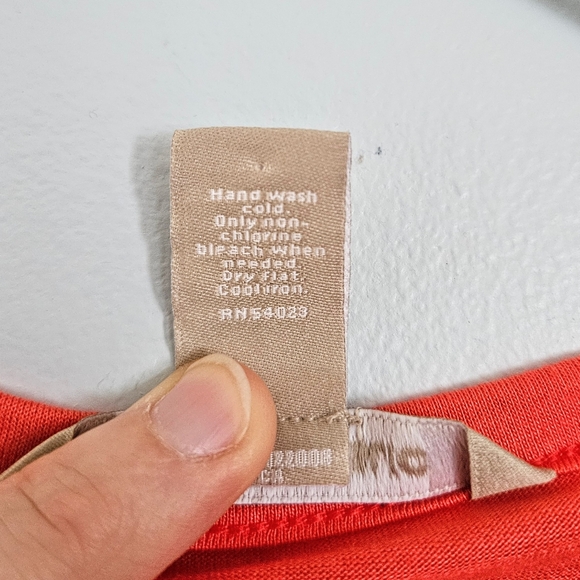 Hand wash
cold.
Only non-
chlorine
bleach when
needed.
Dry flat.
Cool iron.
RN54023